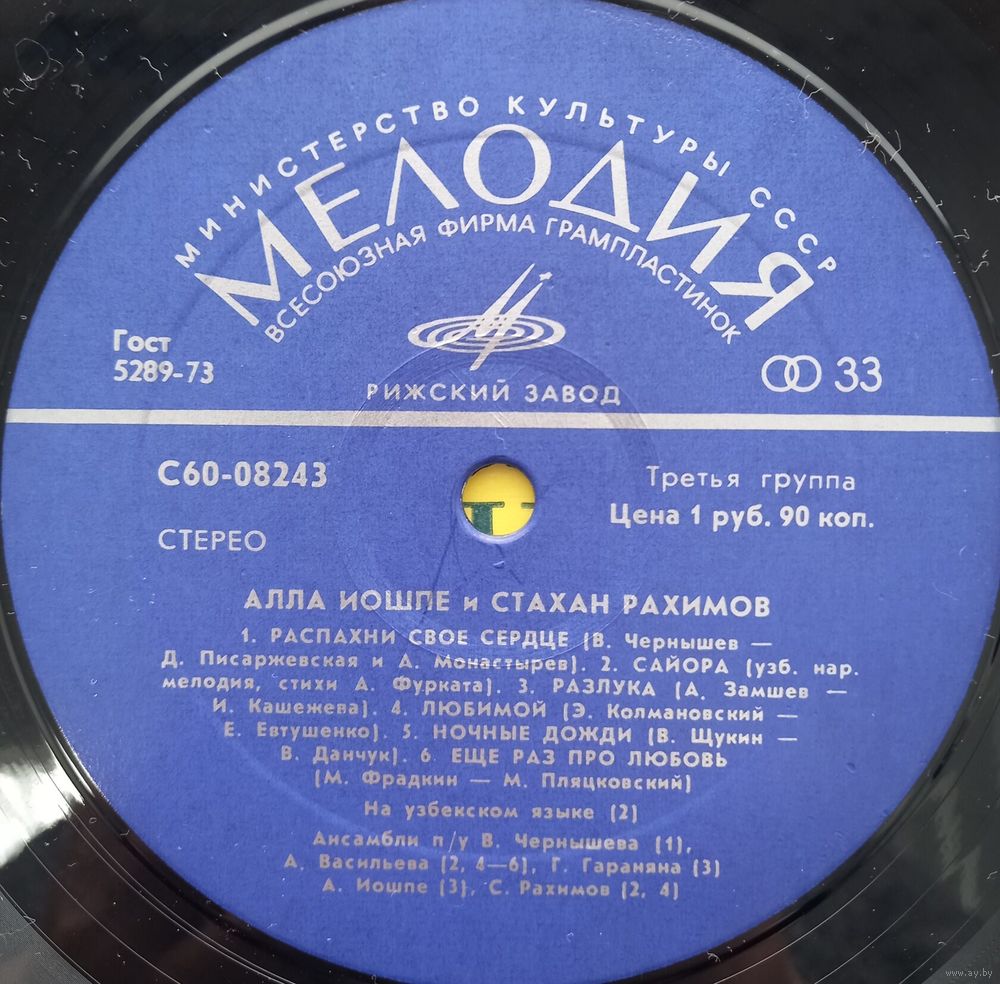 МИНИСТЕРСТВО КУЛЬТУРЫ СССР
МЕЛОДИЯ
ВСЕСОЮЗНАЯ ФИРМА ГРАМПЛАСТИНОК
Гост
5289-73
33
РИЖСКИЙ ЗАВОД
С60-08243
Третья группа
Цена 1 руб. 90 коп.
СТЕРЕО
АЛЛА ИОШПЕ и СТАХАН РАХИМОВ
1. РАСПАХНИ СВОЕ СЕРДЦЕ (В. Чернышев —
Д. Писаржевская и А. Монастырев). 2. САЙОРА (узб. нар.
мелодия, стихи А. Фурката). 3. РАЗЛУКА (А. Замшев —
И. Кашежева). 4. ЛЮБИМОЙ (Э. Колмановский —
Е. Евтушенко). 5. НОЧНЫЕ ДОЖДИ (В. Щукин —
В. Данчук). 6. ЕЩЕ РАЗ ПРО ЛЮБОВЬ
(М. Фрадкин — М. Пляцковский)
На узбекском языке (2)
Ансамбли п/у В. Чернышева (1),
А. Васильева (2, 4—6), Г. Гараняна (3)
А. Иошпе (3), С. Рахимов (2, 4)
www.ay.by